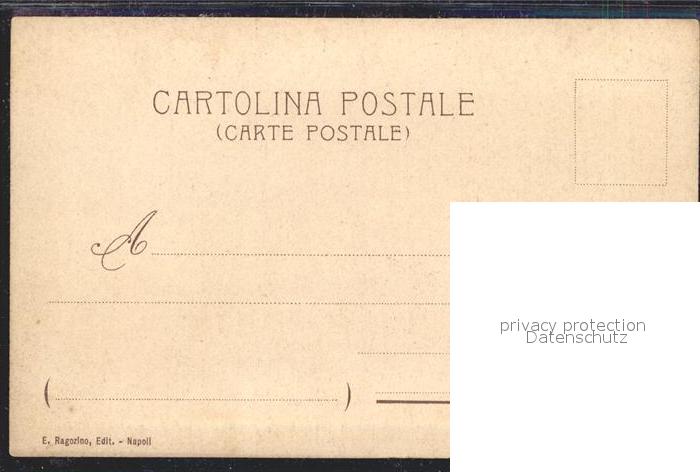 CARTOLINA POSTALE
(CARTE POSTALE)
A
( )
E. Ragozino, Edit. - Napoli
privacy protection
Datenschutz